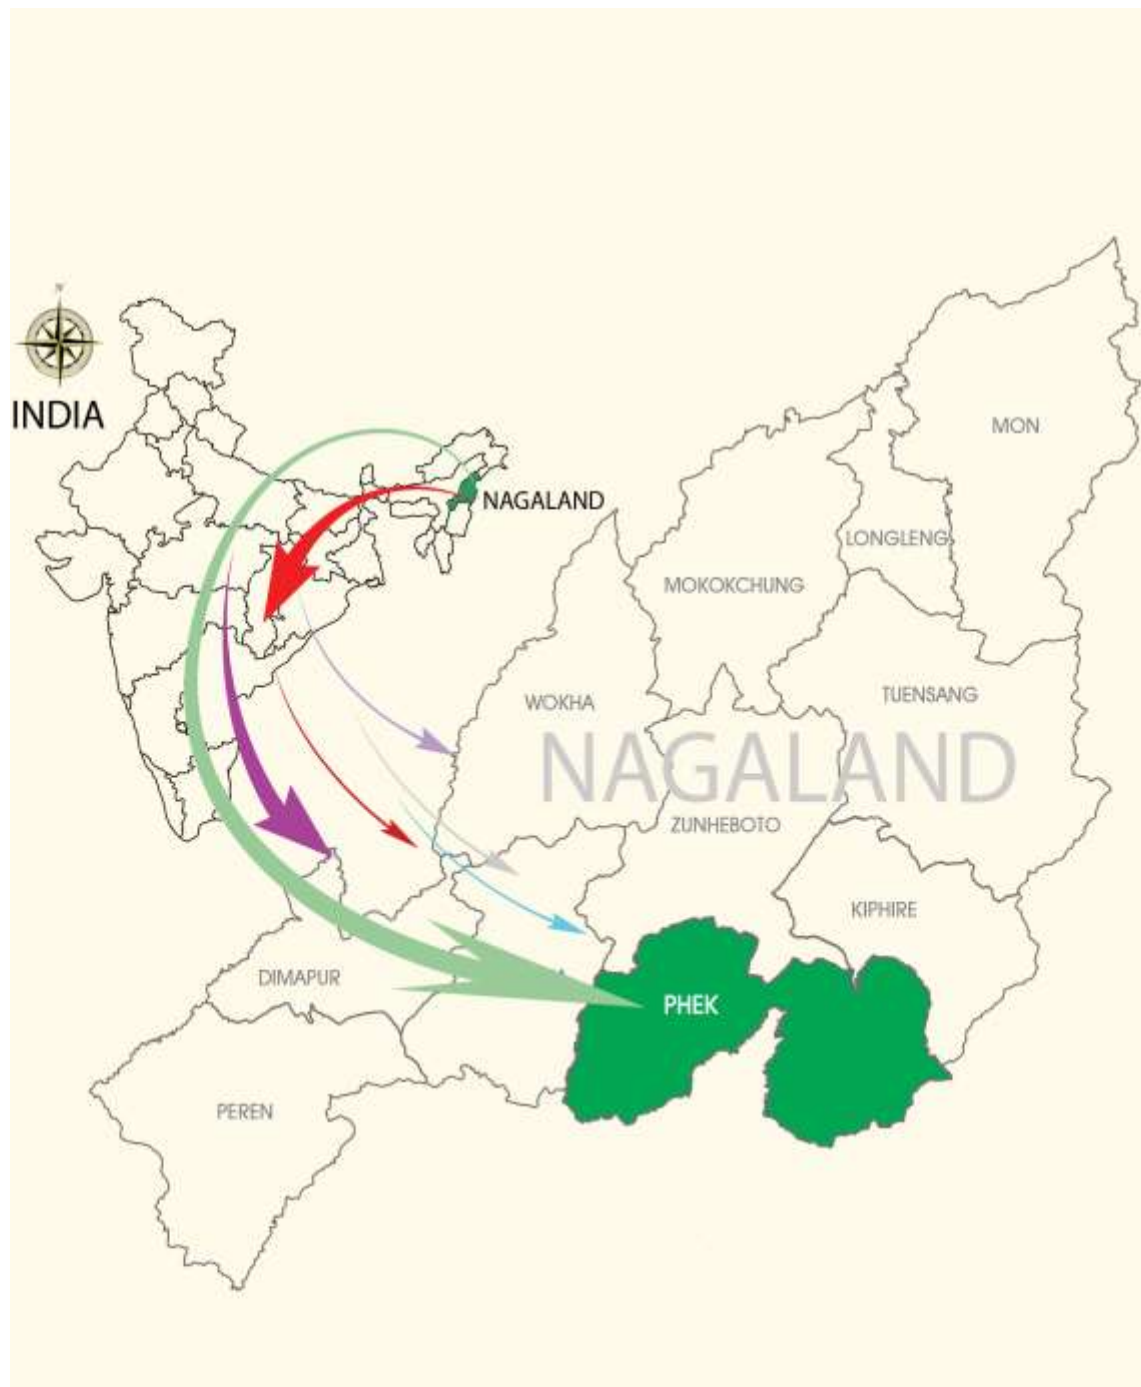 N
INDIA
NAGALAND
MON
LONGLENG
MOKOKCHUNG
WOKHA
TUENSANG
NAGALAND
ZUNHEBOTO
KIPHIRE
DIMAPUR
PHEK
PEREN